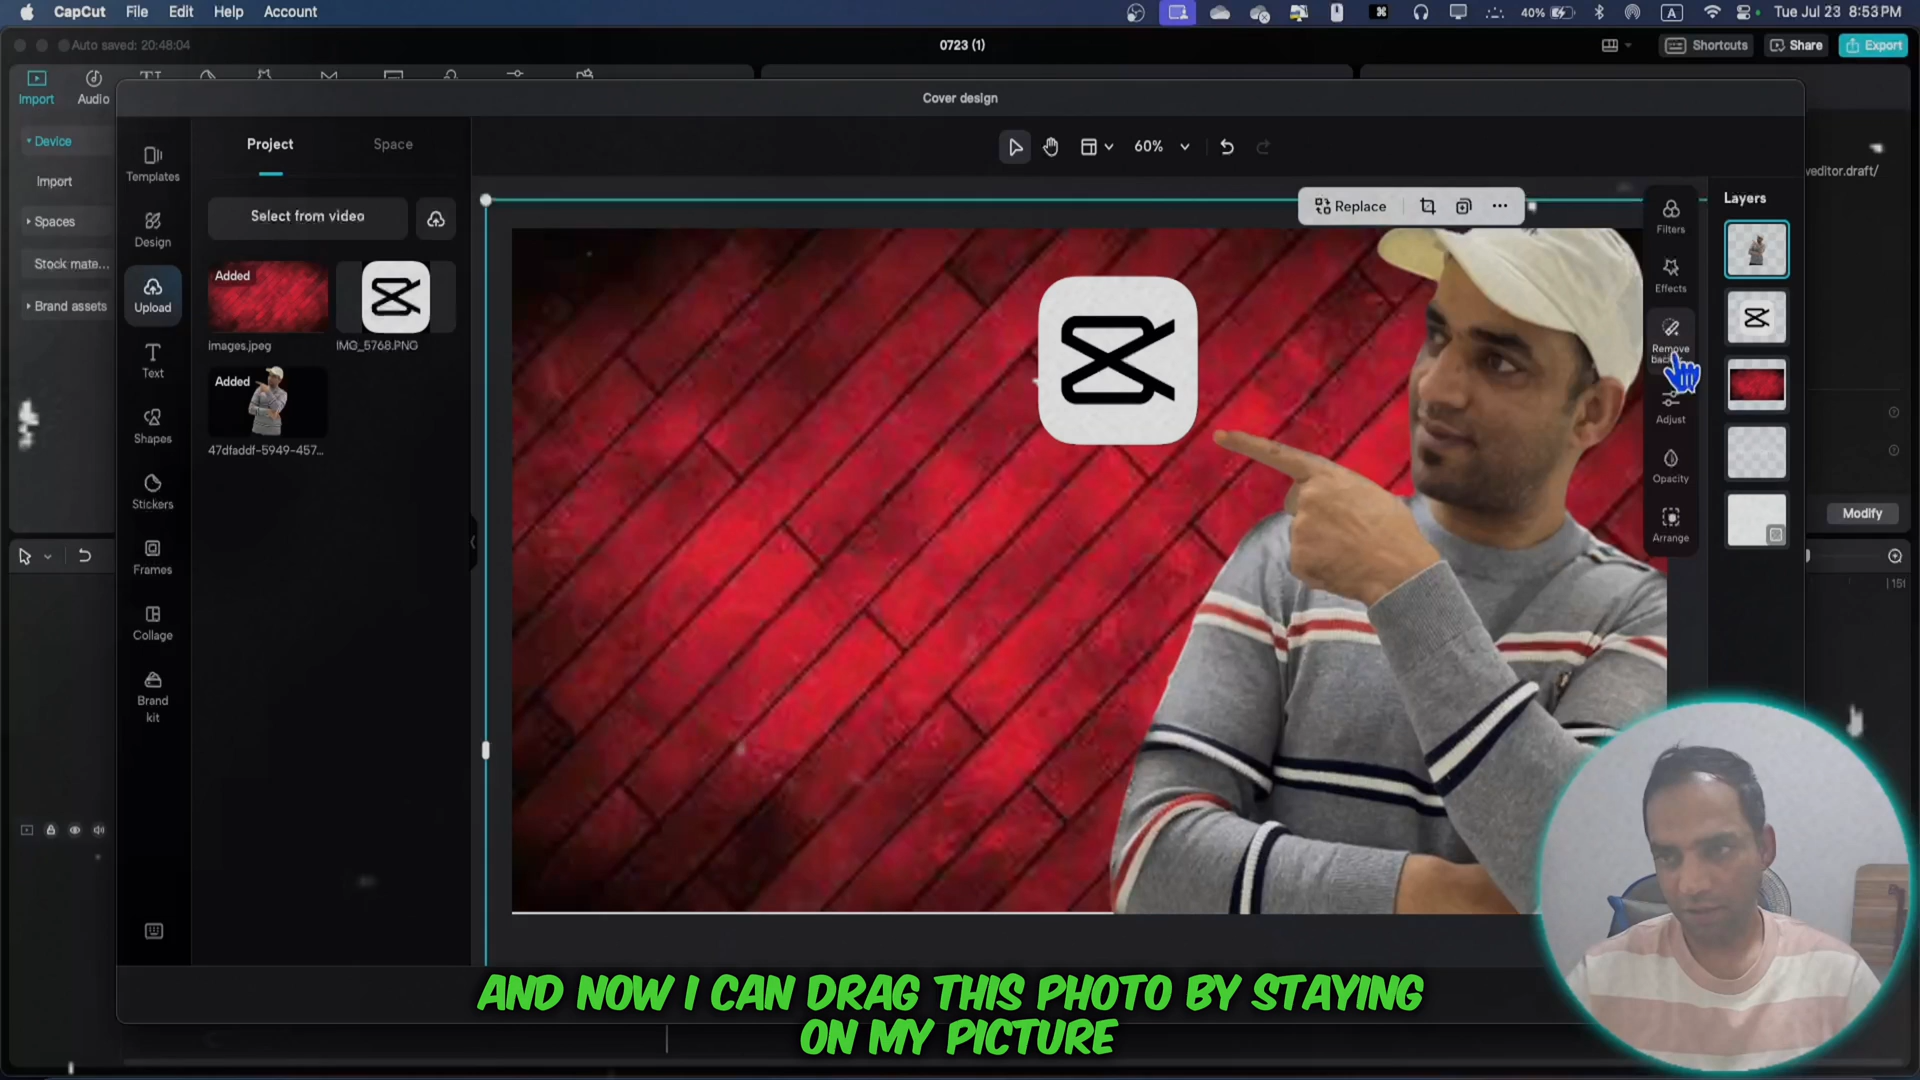 CapCut File Edit Help Account
40% A Tue Jul 23 8:53PM
Auto saved: 20:48:04
0723 (1)
Shortcuts Share Export
Import Audio
Cover design
Device
Import
Spaces
Stock mate...
Brand assets
Templates
Design
Upload
Text
Shapes
Stickers
Frames
Collage
Brand
kit
Project Space
Select from video
Added
images.jpeg
IMG_5768.PNG
Added
47dfaddf-5949-457...
60%
Replace
Filters
Effects
Remove
Adjust
Opacity
Arrange
Layers
veditor.draft/
Modify
AND NOW I CAN DRAG THIS PHOTO BY STAYING
ON MY PICTURE